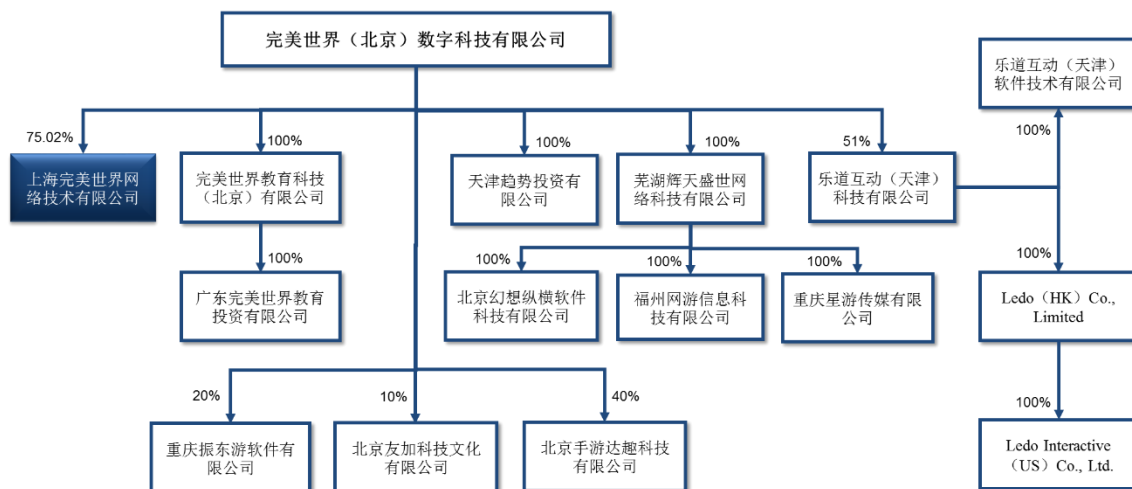 完美世界（北京）数字科技有限公司
乐道互动（天津）
软件技术有限公司
75.02%
100%
100%
100%
51%
100%
上海完美世界网
络技术有限公司
完美世界教育科技
（北京）有限公司
天津趋势投资有
限公司
芜湖辉天盛世网
络科技有限公司
乐道互动（天津）
科技有限公司
100%
100%
100%
100%
100%
广东完美世界教育
投资有限公司
北京幻想纵横软件
科技有限公司
福州网游信息科
技有限公司
重庆星游传媒有限
公司
Ledo（HK）Co.,
Limited
20%
10%
40%
100%
重庆振东游软件有
限公司
北京友加科技文化
有限公司
北京手游达趣科技
有限公司
Ledo Interactive
（US）Co., Ltd.